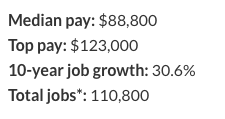 Median pay: $88,800
Top pay: $123,000
10-year job growth: 30.6%
Total jobs*: 110,800